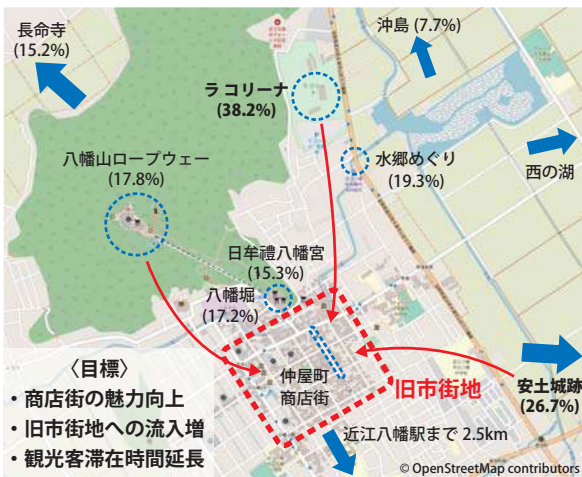 長命寺
(15.2%)
沖島 (7.7%)
ラ コリーナ
(38.2%)
八幡山ロープウェー
(17.8%)
水郷めぐり
(19.3%)
西の湖
日牟禮八幡宮
(15.3%)
八幡堀
(17.2%)
仲屋町
商店街
旧市街地
安土城跡
(26.7%)
〈目標〉
・商店街の魅力向上
・旧市街地への流入増
・観光客滞在時間延長
近江八幡駅まで 2.5km
© OpenStreetMap contributors